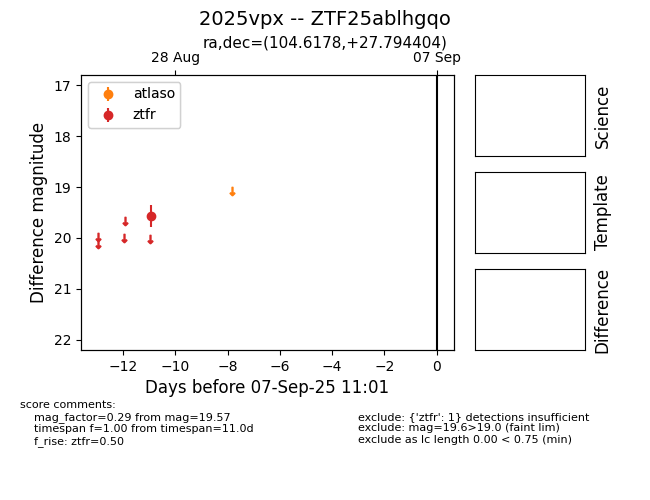 2025vpx -- ZTF25ablhgqo
ra,dec=(104.6178,+27.794404)
28 Aug
07 Sep
atlaso
ztfr
17
18
19
20
21
22
Difference magnitude
−12
−10
−8
−6
−4
−2
0
Days before 07-Sep-25 11:01
Science
Template
Difference
score comments:
mag_factor=0.29 from mag=19.57
timespan f=1.00 from timespan=11.0d
f_rise: ztfr=0.50
exclude: {'ztfr': 1} detections insufficient
exclude: mag=19.6>19.0 (faint lim)
exclude as lc length 0.00 < 0.75 (min)